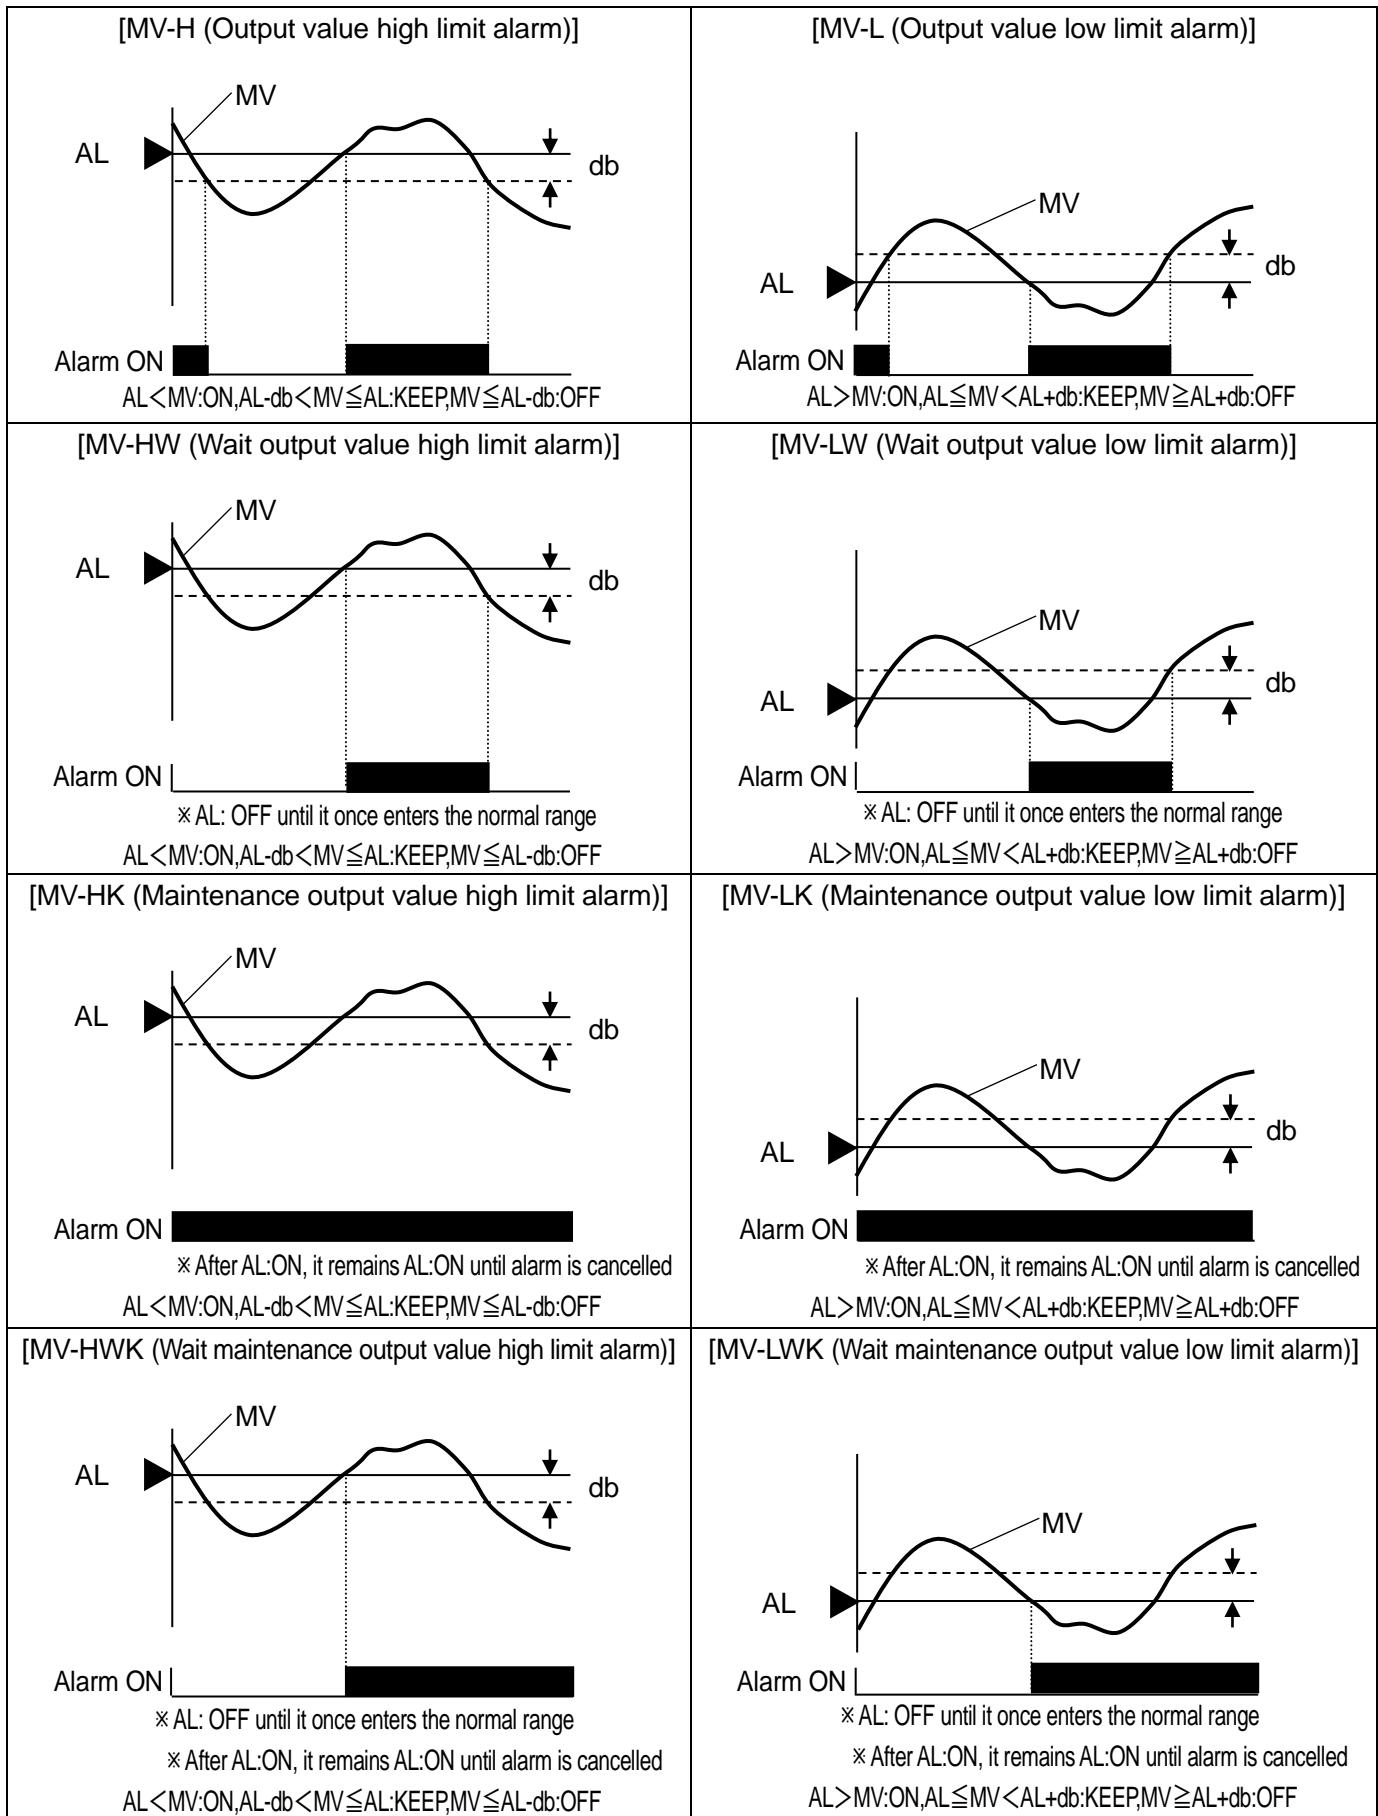 [MV-H (Output value high limit alarm)]
MV
AL
db
Alarm ON
AL＜MV:ON,AL-db＜MV≦AL:KEEP,MV≦AL-db:OFF
[MV-L (Output value low limit alarm)]
MV
AL
db
Alarm ON
AL＞MV:ON,AL≦MV＜AL+db:KEEP,MV≧AL+db:OFF
[MV-HW (Wait output value high limit alarm)]
MV
AL
db
Alarm ON
※ AL: OFF until it once enters the normal range
AL＜MV:ON,AL-db＜MV≦AL:KEEP,MV≦AL-db:OFF
[MV-LW (Wait output value low limit alarm)]
MV
AL
db
Alarm ON
※ AL: OFF until it once enters the normal range
AL＞MV:ON,AL≦MV＜AL+db:KEEP,MV≧AL+db:OFF
[MV-HK (Maintenance output value high limit alarm)]
MV
AL
db
Alarm ON
※ After AL:ON, it remains AL:ON until alarm is cancelled
AL＜MV:ON,AL-db＜MV≦AL:KEEP,MV≦AL-db:OFF
[MV-LK (Maintenance output value low limit alarm)]
MV
AL
db
Alarm ON
※ After AL:ON, it remains AL:ON until alarm is cancelled
AL＞MV:ON,AL≦MV＜AL+db:KEEP,MV≧AL+db:OFF
[MV-HWK (Wait maintenance output value high limit alarm)]
MV
AL
db
Alarm ON
※ AL: OFF until it once enters the normal range
※ After AL:ON, it remains AL:ON until alarm is cancelled
AL＜MV:ON,AL-db＜MV≦AL:KEEP,MV≦AL-db:OFF
[MV-LWK (Wait maintenance output value low limit alarm)]
MV
AL
db
Alarm ON
※ AL: OFF until it once enters the normal range
※ After AL:ON, it remains AL:ON until alarm is cancelled
AL＞MV:ON,AL≦MV＜AL+db:KEEP,MV≧AL+db:OFF